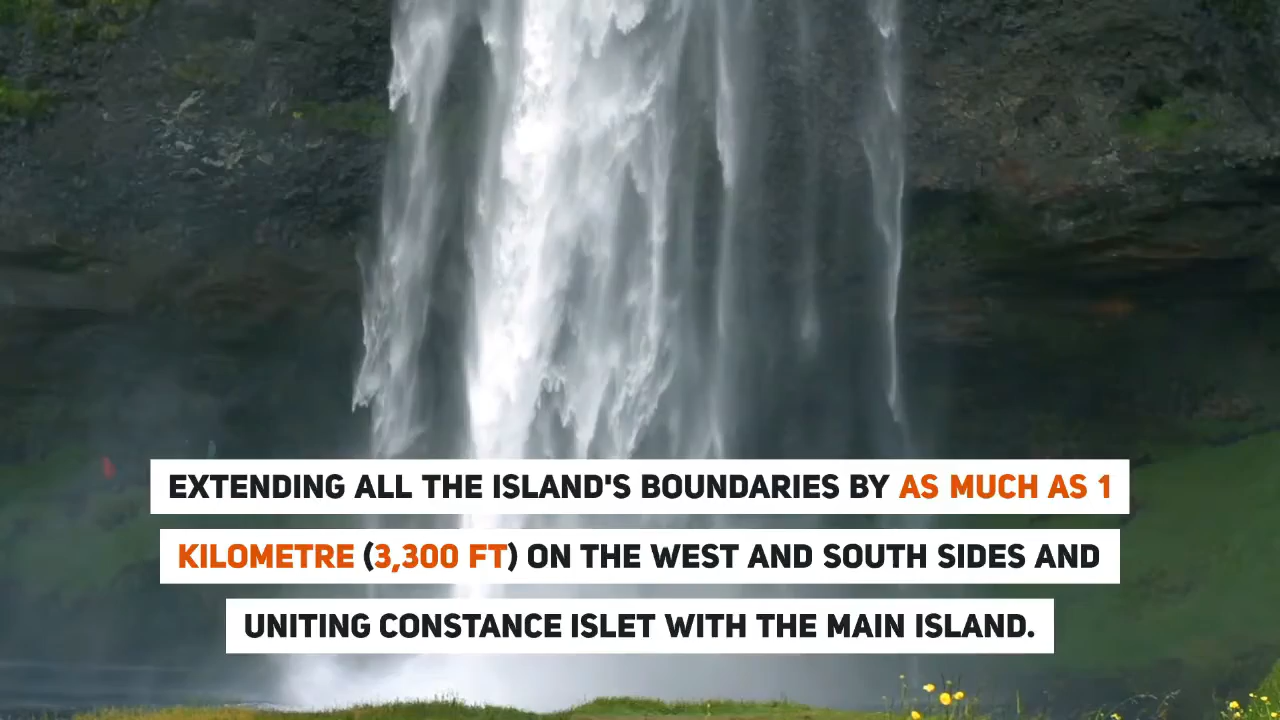 EXTENDING ALL THE ISLAND'S BOUNDARIES BY AS MUCH AS 1
KILOMETRE (3,300 FT) ON THE WEST AND SOUTH SIDES AND
UNITING CONSTANCE ISLET WITH THE MAIN ISLAND.